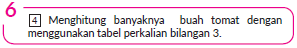 6
4 Menghitung banyaknya buah tomat dengan
menggunakan tabel perkalian bilangan 3.